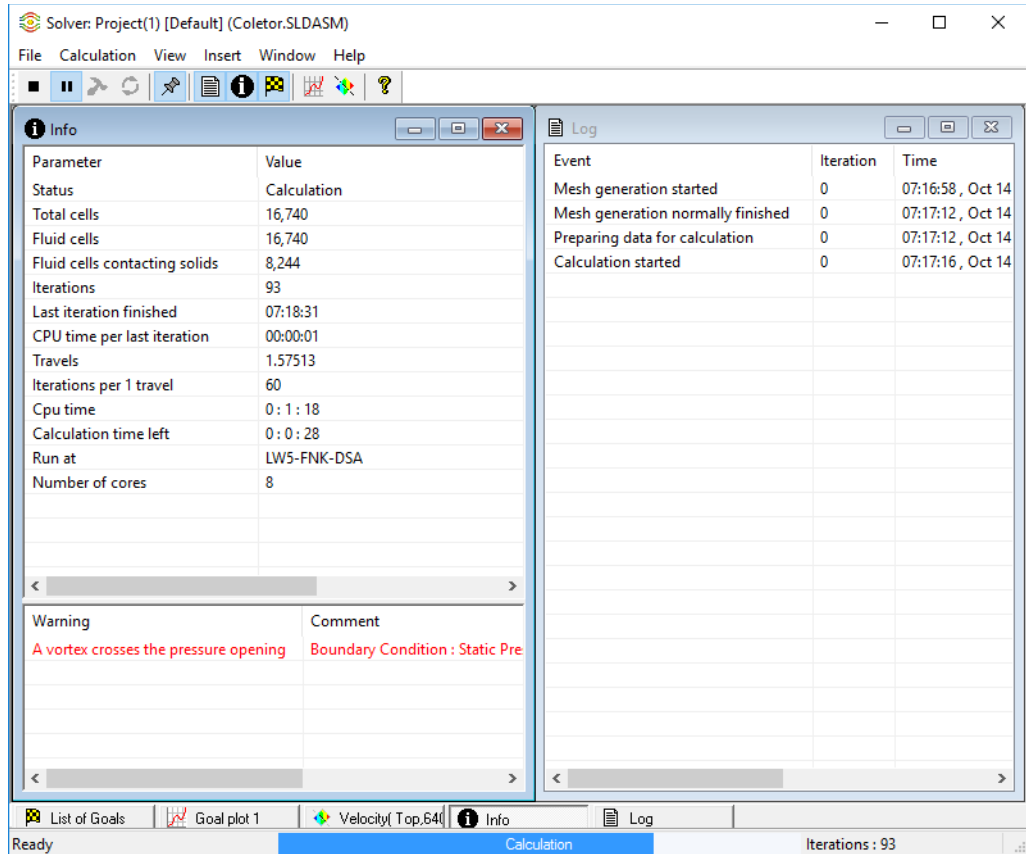 Solver: Project(1) [Default] (Coletor.SLDASM)
File Calculation View Insert Window Help
Info
Parameter Value
Status Calculation
Total cells 16,740
Fluid cells 16,740
Fluid cells contacting solids 8,244
Iterations 93
Last iteration finished 07:18:31
CPU time per last iteration 00:00:01
Travels 1.57513
Iterations per 1 travel 60
Cpu time 0 : 1 : 18
Calculation time left 0 : 0 : 28
Run at LW5-FNK-DSA
Number of cores 8
Warning Comment
A vortex crosses the pressure opening Boundary Condition : Static Pre
Log
Event Iteration Time
Mesh generation started 0 07:16:58 , Oct 14
Mesh generation normally finished 0 07:17:12 , Oct 14
Preparing data for calculation 0 07:17:12 , Oct 14
Calculation started 0 07:17:16 , Oct 14
List of Goals Goal plot 1 Velocity( Top,640 Info Log
Ready Calculation Iterations : 93